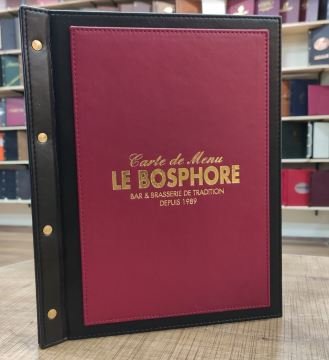 Carte de Menu
LE BOSPHORE
BAR & BRASSERIE DE TRADITION
DEPUIS 1989